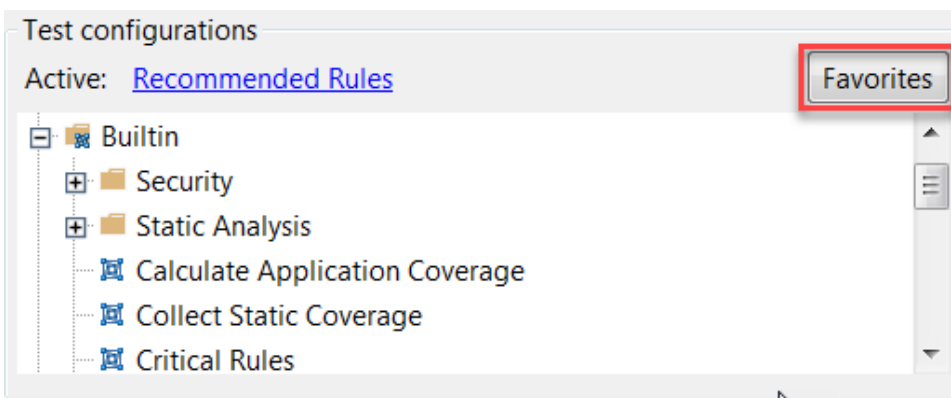 Test configurations
Active: Recommended Rules Favorites
Builtin
Security
Static Analysis
Calculate Application Coverage
Collect Static Coverage
Critical Rules